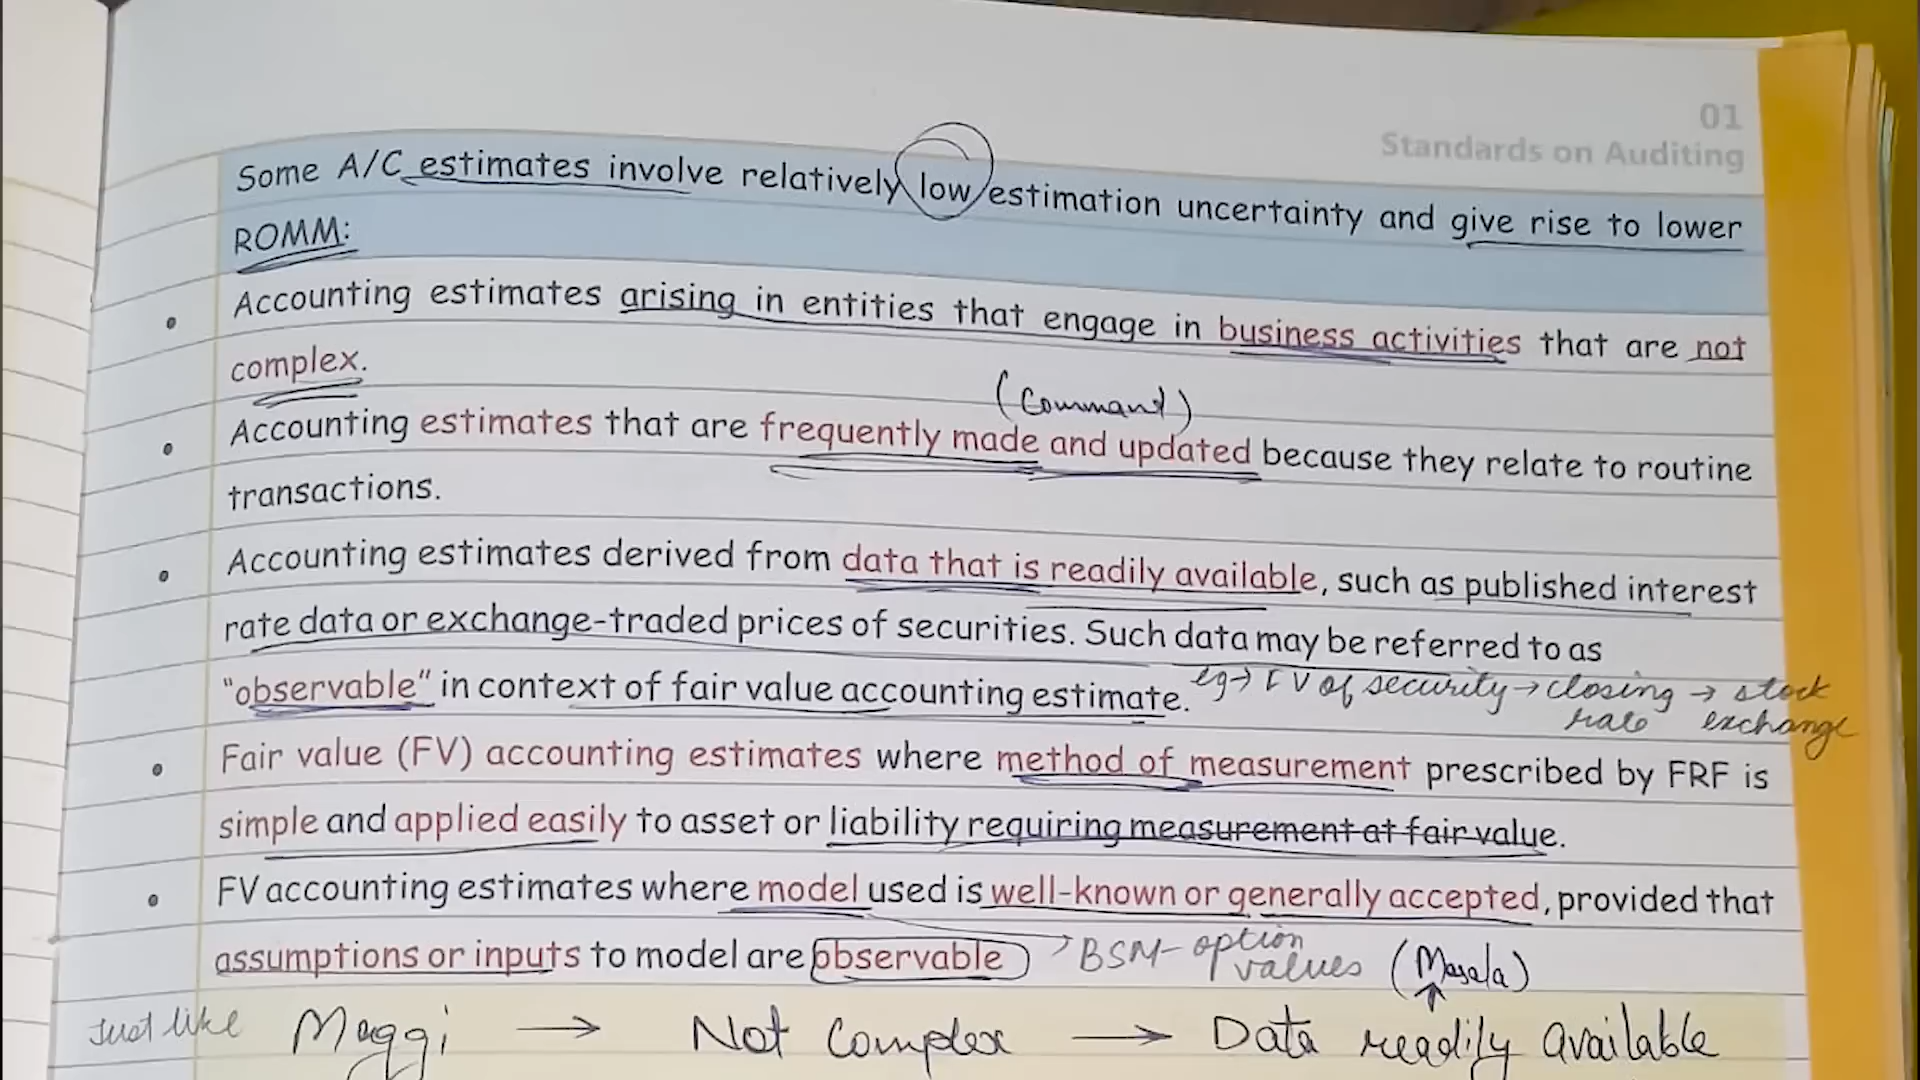 01
Standards on Auditing
Some A/C estimates involve relatively low estimation uncertainty and give rise to lower
ROMM:
Accounting estimates arising in entities that engage in business activities that are not
complex.
(Command)
Accounting estimates that are frequently made and updated because they relate to routine
transactions.
Accounting estimates derived from data that is readily available, such as published interest
rate data or exchange-traded prices of securities. Such data may be referred to as
"observable" in context of fair value accounting estimate. eg→ FV of security → closing → stock
rate exchange
Fair value (FV) accounting estimates where method of measurement prescribed by FRF is
simple and applied easily to asset or liability requiring measurement at fair value.
FV accounting estimates where model used is well-known or generally accepted, provided that
assumptions or inputs to model are observable → BSM - option
values (Masala)
Just like Maggi → Not Complex → Data readily available